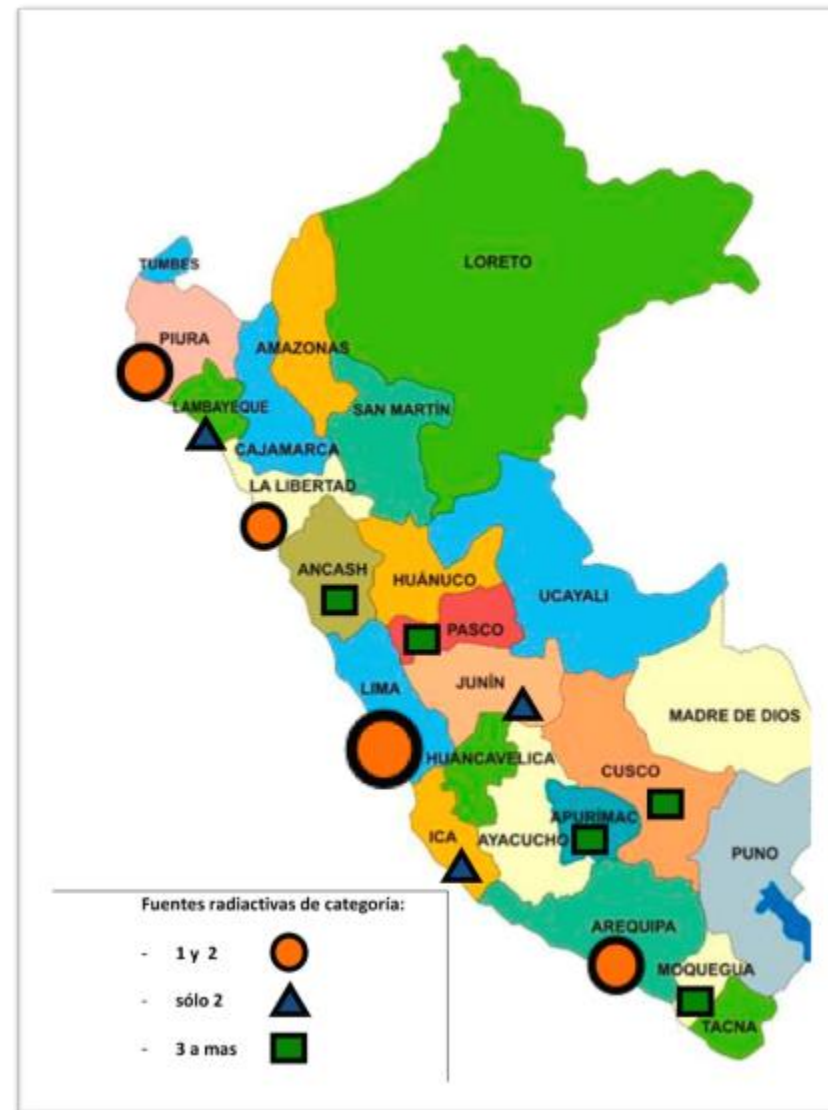 LORETO
TUMBES
PIURA
AMAZONAS
LAMBAYEQUE
SAN MARTÍN
CAJAMARCA
LA LIBERTAD
ANCASH
HUÁNUCO
UCAYALI
PASCO
LIMA
JUNÍN
MADRE DE DIOS
HUANCAVELICA
CUSCO
APURÍMAC
ICA
AYACUCHO
PUNO
AREQUIPA
MOQUEGUA
TACNA
Fuentes radiactivas de categoría:
- 1 y 2
- sólo 2
- 3 a mas